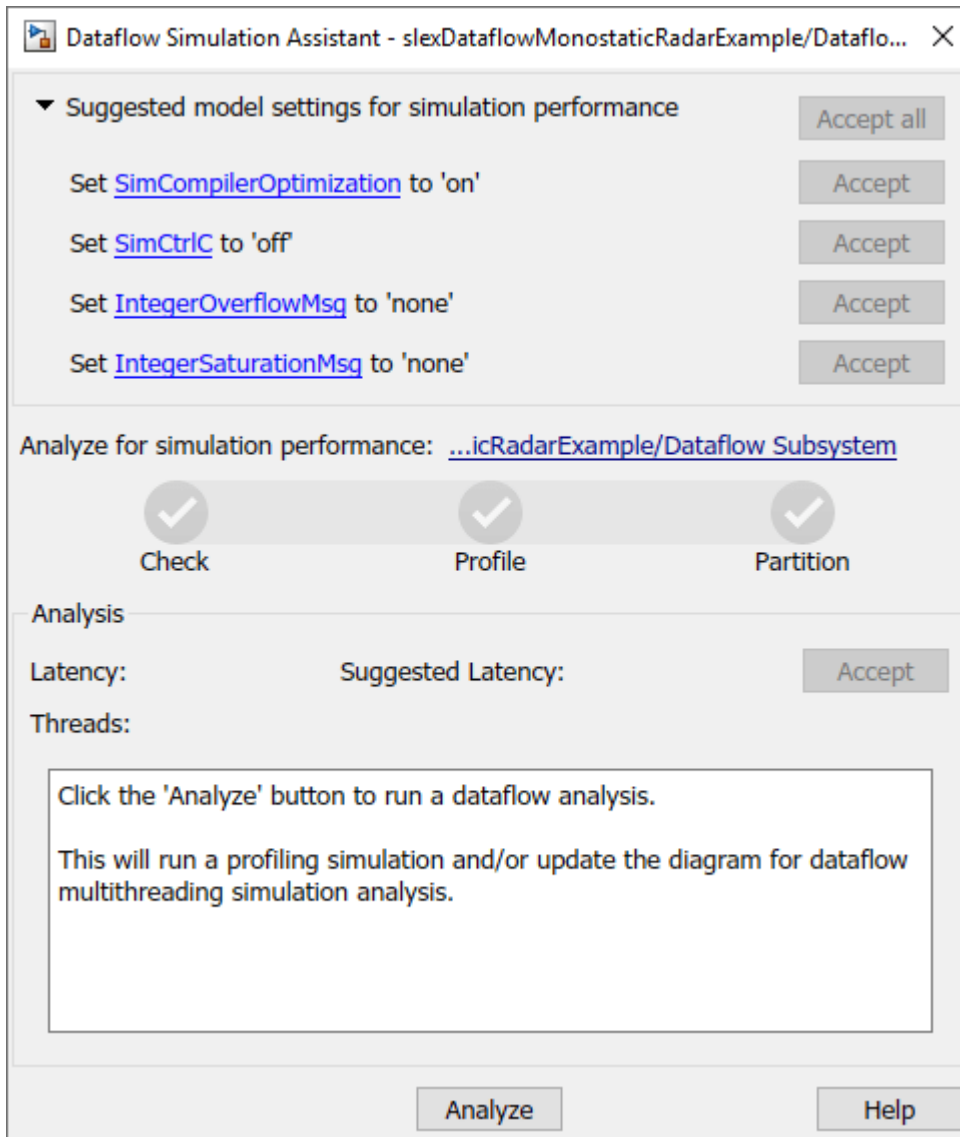 Dataflow Simulation Assistant - slexDataflowMonostaticRadarExample/Dataflo...
Suggested model settings for simulation performance
Accept all
Set SimCompilerOptimization to 'on'
Accept
Set SimCtrlC to 'off'
Accept
Set IntegerOverflowMsg to 'none'
Accept
Set IntegerSaturationMsg to 'none'
Accept
Analyze for simulation performance: ...icRadarExample/Dataflow Subsystem
Check Profile Partition
Analysis
Latency: Suggested Latency: Accept
Threads:
Click the 'Analyze' button to run a dataflow analysis.
This will run a profiling simulation and/or update the diagram for dataflow
multithreading simulation analysis.
Analyze Help